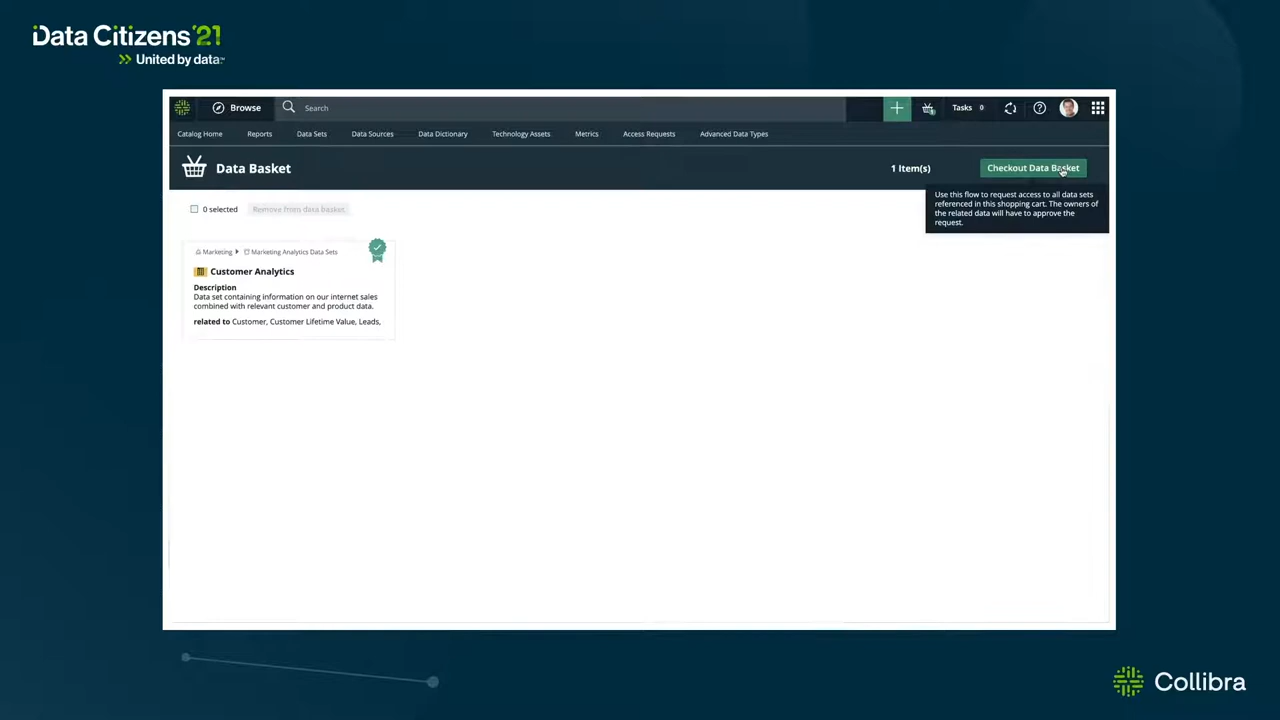 Data Citizens '21
United by data™
Browse
Search
Tasks 0
Catalog Home
Reports
Data Sets
Data Sources
Data Dictionary
Technology Assets
Metrics
Access Requests
Advanced Data Types
Data Basket
1 Item(s)
Checkout Data Basket
Use this flow to request access to all data sets
referenced in this shopping cart. The owners of
the related data will have to approve the
request.
0 selected
Remove from data basket
Marketing
Marketing Analytics Data Sets
Customer Analytics
Description
Data set containing information on our internet sales
combined with relevant customer and product data.
related to Customer, Customer Lifetime Value, Leads,
Collibra